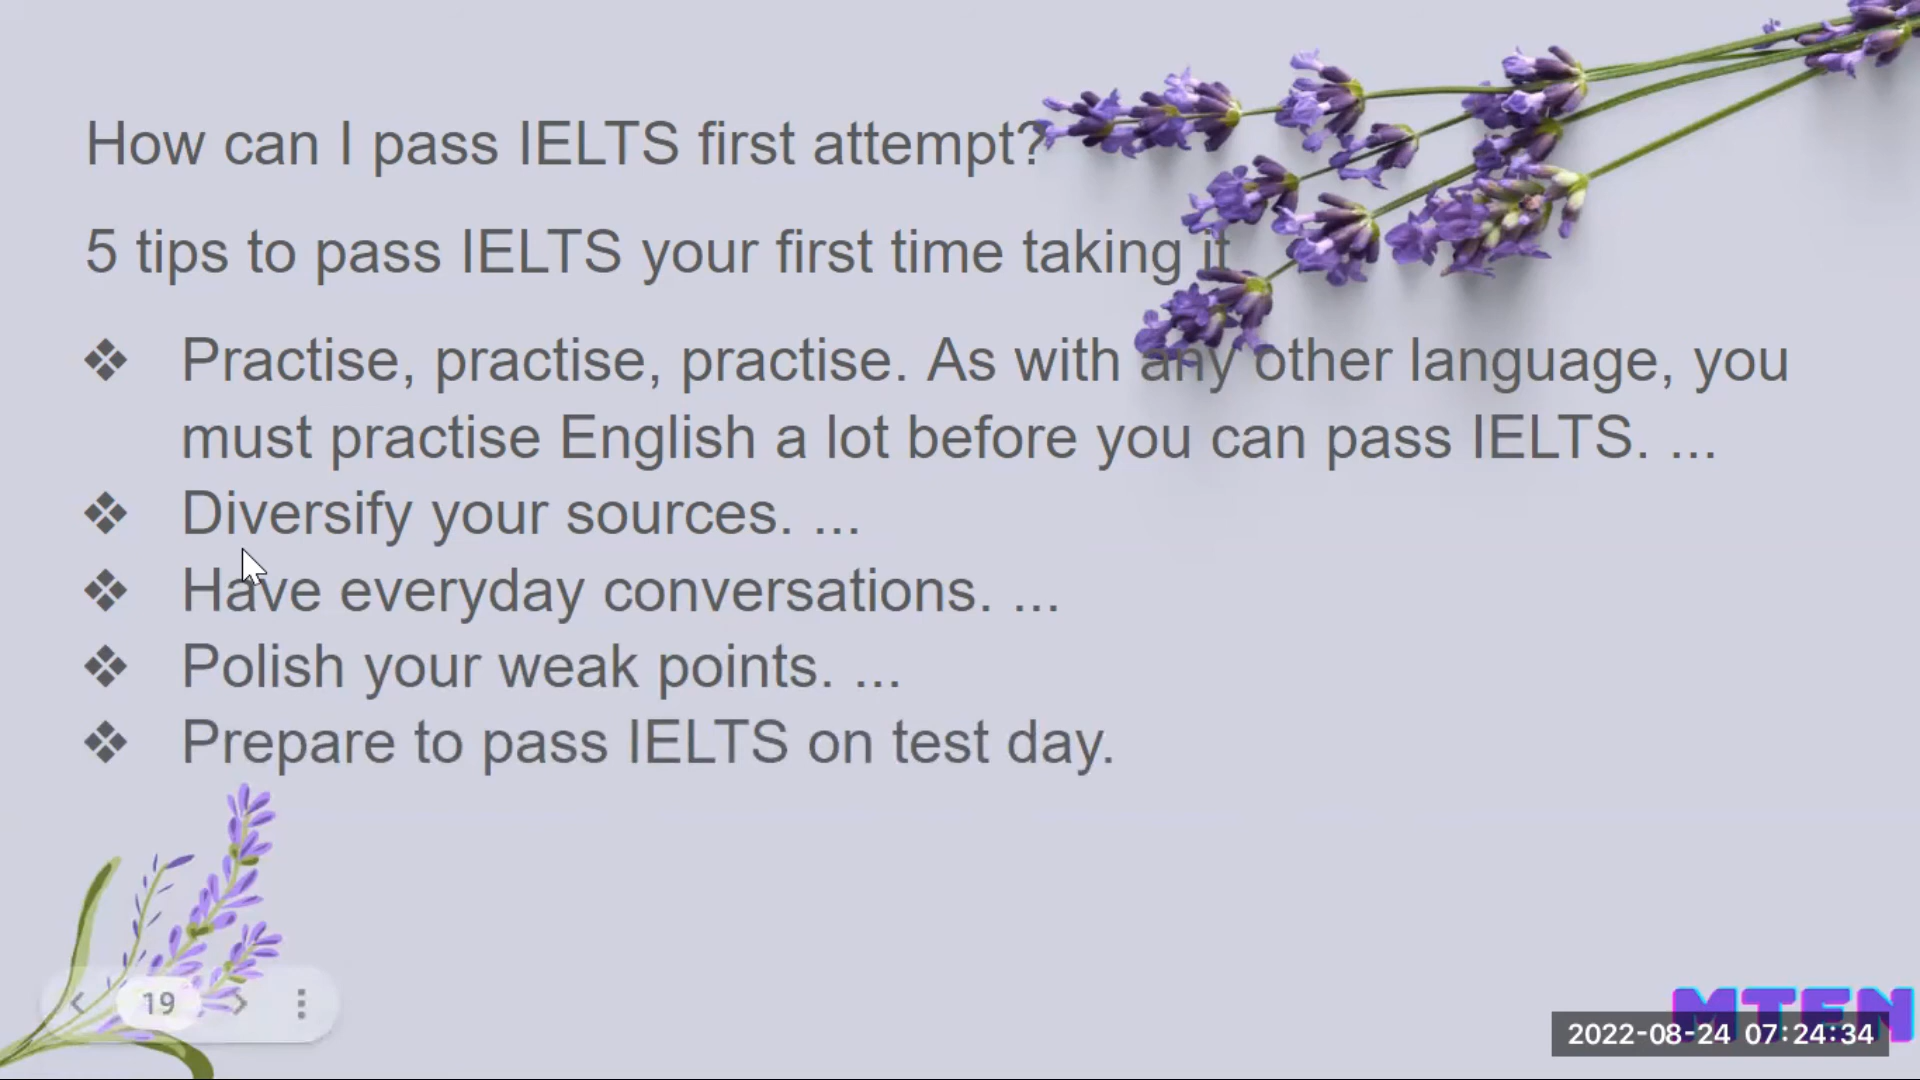 How can I pass IELTS first attempt?
5 tips to pass IELTS your first time taking it
❖ Practise, practise, practise. As with any other language, you
must practise English a lot before you can pass IELTS. ...
❖ Diversify your sources. ...
❖ Have everyday conversations. ...
❖ Polish your weak points. ...
❖ Prepare to pass IELTS on test day.
19
MTEN
2022-08-24 07:24:34